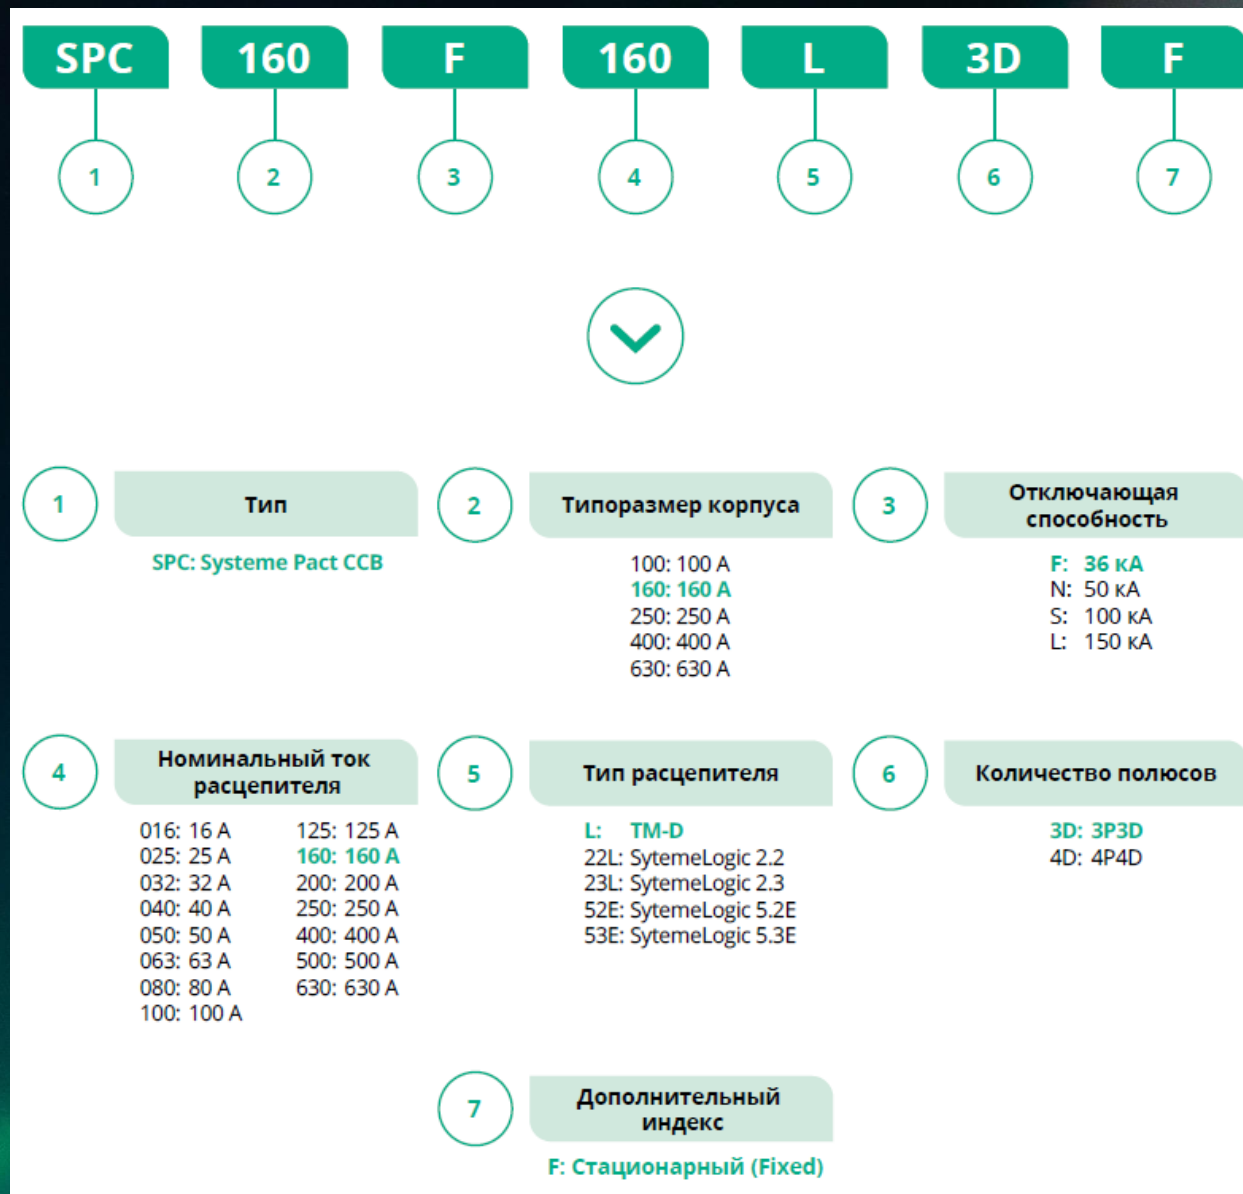 SPC 160 F 160 L 3D F
1 2 3 4 5 6 7
1 Тип
SPC: Systeme Pact CCB
2 Типоразмер корпуса
100: 100 А
160: 160 А
250: 250 А
400: 400 А
630: 630 А
3 Отключающая
способность
F: 36 кА
N: 50 кА
S: 100 кА
L: 150 кА
4 Номинальный ток
расцепителя
016: 16 А
025: 25 А
032: 32 А
040: 40 А
050: 50 А
063: 63 А
080: 80 А
100: 100 А
125: 125 А
160: 160 А
200: 200 А
250: 250 А
400: 400 А
500: 500 А
630: 630 А
5 Тип расцепителя
L: TM-D
22L: SytemeLogic 2.2
23L: SytemeLogic 2.3
52E: SytemeLogic 5.2E
53E: SytemeLogic 5.3E
6 Количество полюсов
3D: 3P3D
4D: 4P4D
7 Дополнительный
индекс
F: Стационарный (Fixed)